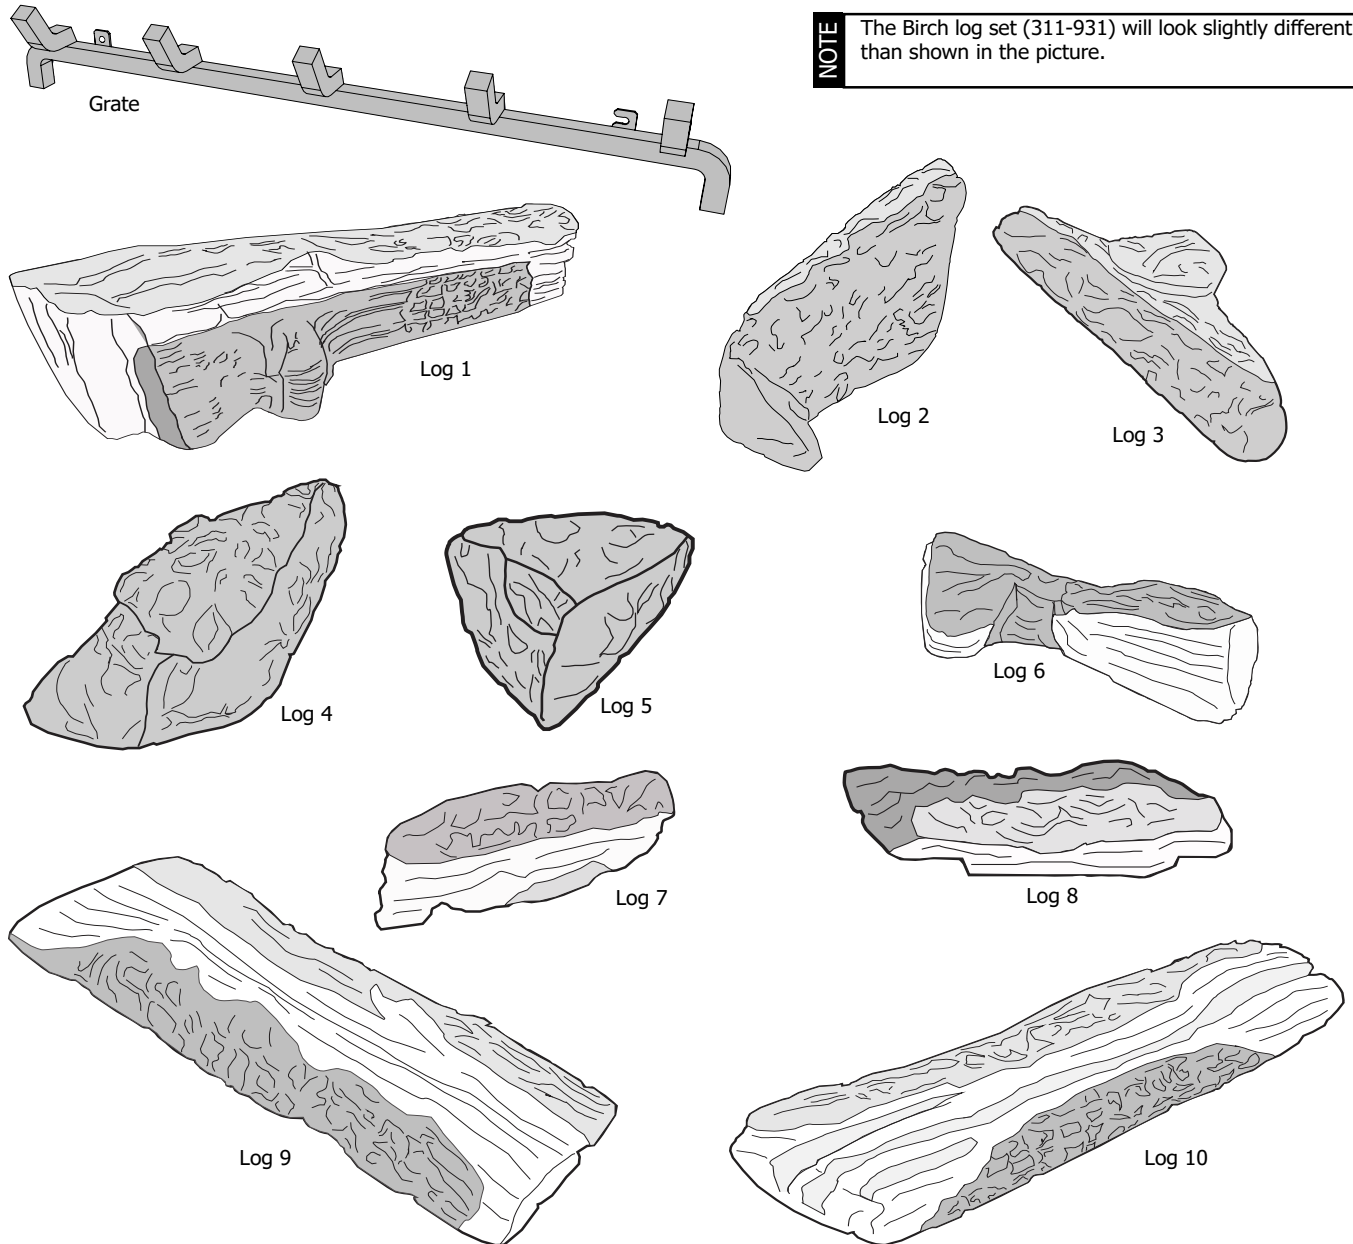 NOTE
The Birch log set (311-931) will look slightly different
than shown in the picture.
Grate
Log 1
Log 2
Log 3
Log 4
Log 5
Log 6
Log 7
Log 8
Log 9
Log 10